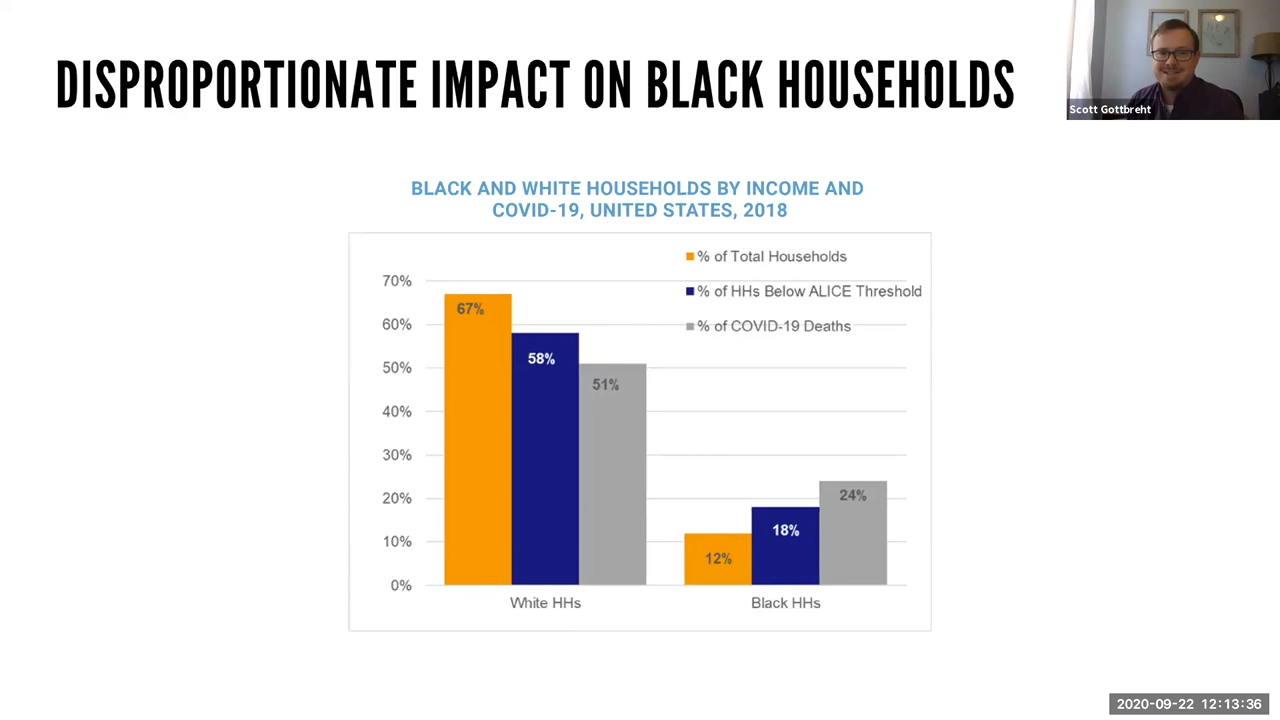 DISPROPORTIONATE IMPACT ON BLACK HOUSEHOLDS
Scott Gottbreht
BLACK AND WHITE HOUSEHOLDS BY INCOME AND
COVID-19, UNITED STATES, 2018
% of Total Households
% of HHs Below ALICE Threshold
% of COVID-19 Deaths
70%
60%
50%
40%
30%
20%
10%
0%
67%
58%
51%
12%
18%
24%
White HHs
Black HHs
2020-09-22 12:13:36